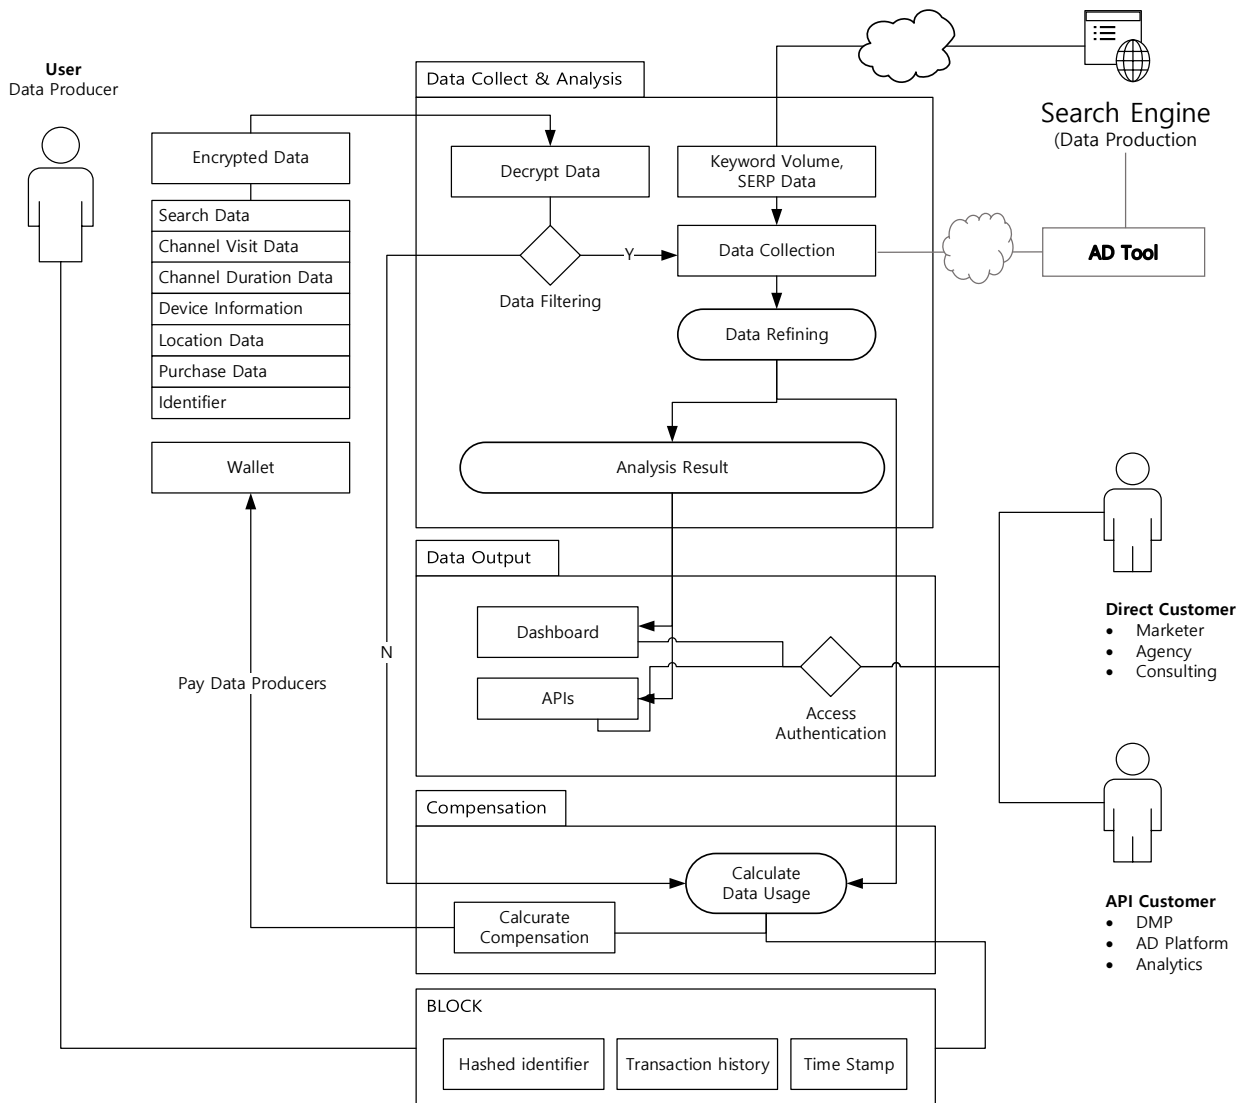 User
Data Producer
Data Collect & Analysis
Search Engine
(Data Production
Encrypted Data
Decrypt Data
Keyword Volume,
SERP Data
Search Data
Channel Visit Data
Channel Duration Data
Device Information
Location Data
Purchase Data
Identifier
Y
Data Collection
AD Tool
Data Filtering
Data Refining
Wallet
Analysis Result
Data Output
Dashboard
APIs
Access
Authentication
N
Pay Data Producers
Direct Customer
• Marketer
• Agency
• Consulting
Compensation
Calculate
Data Usage
Calcurate
Compensation
API Customer
• DMP
• AD Platform
• Analytics
BLOCK
Hashed identifier
Transaction history
Time Stamp